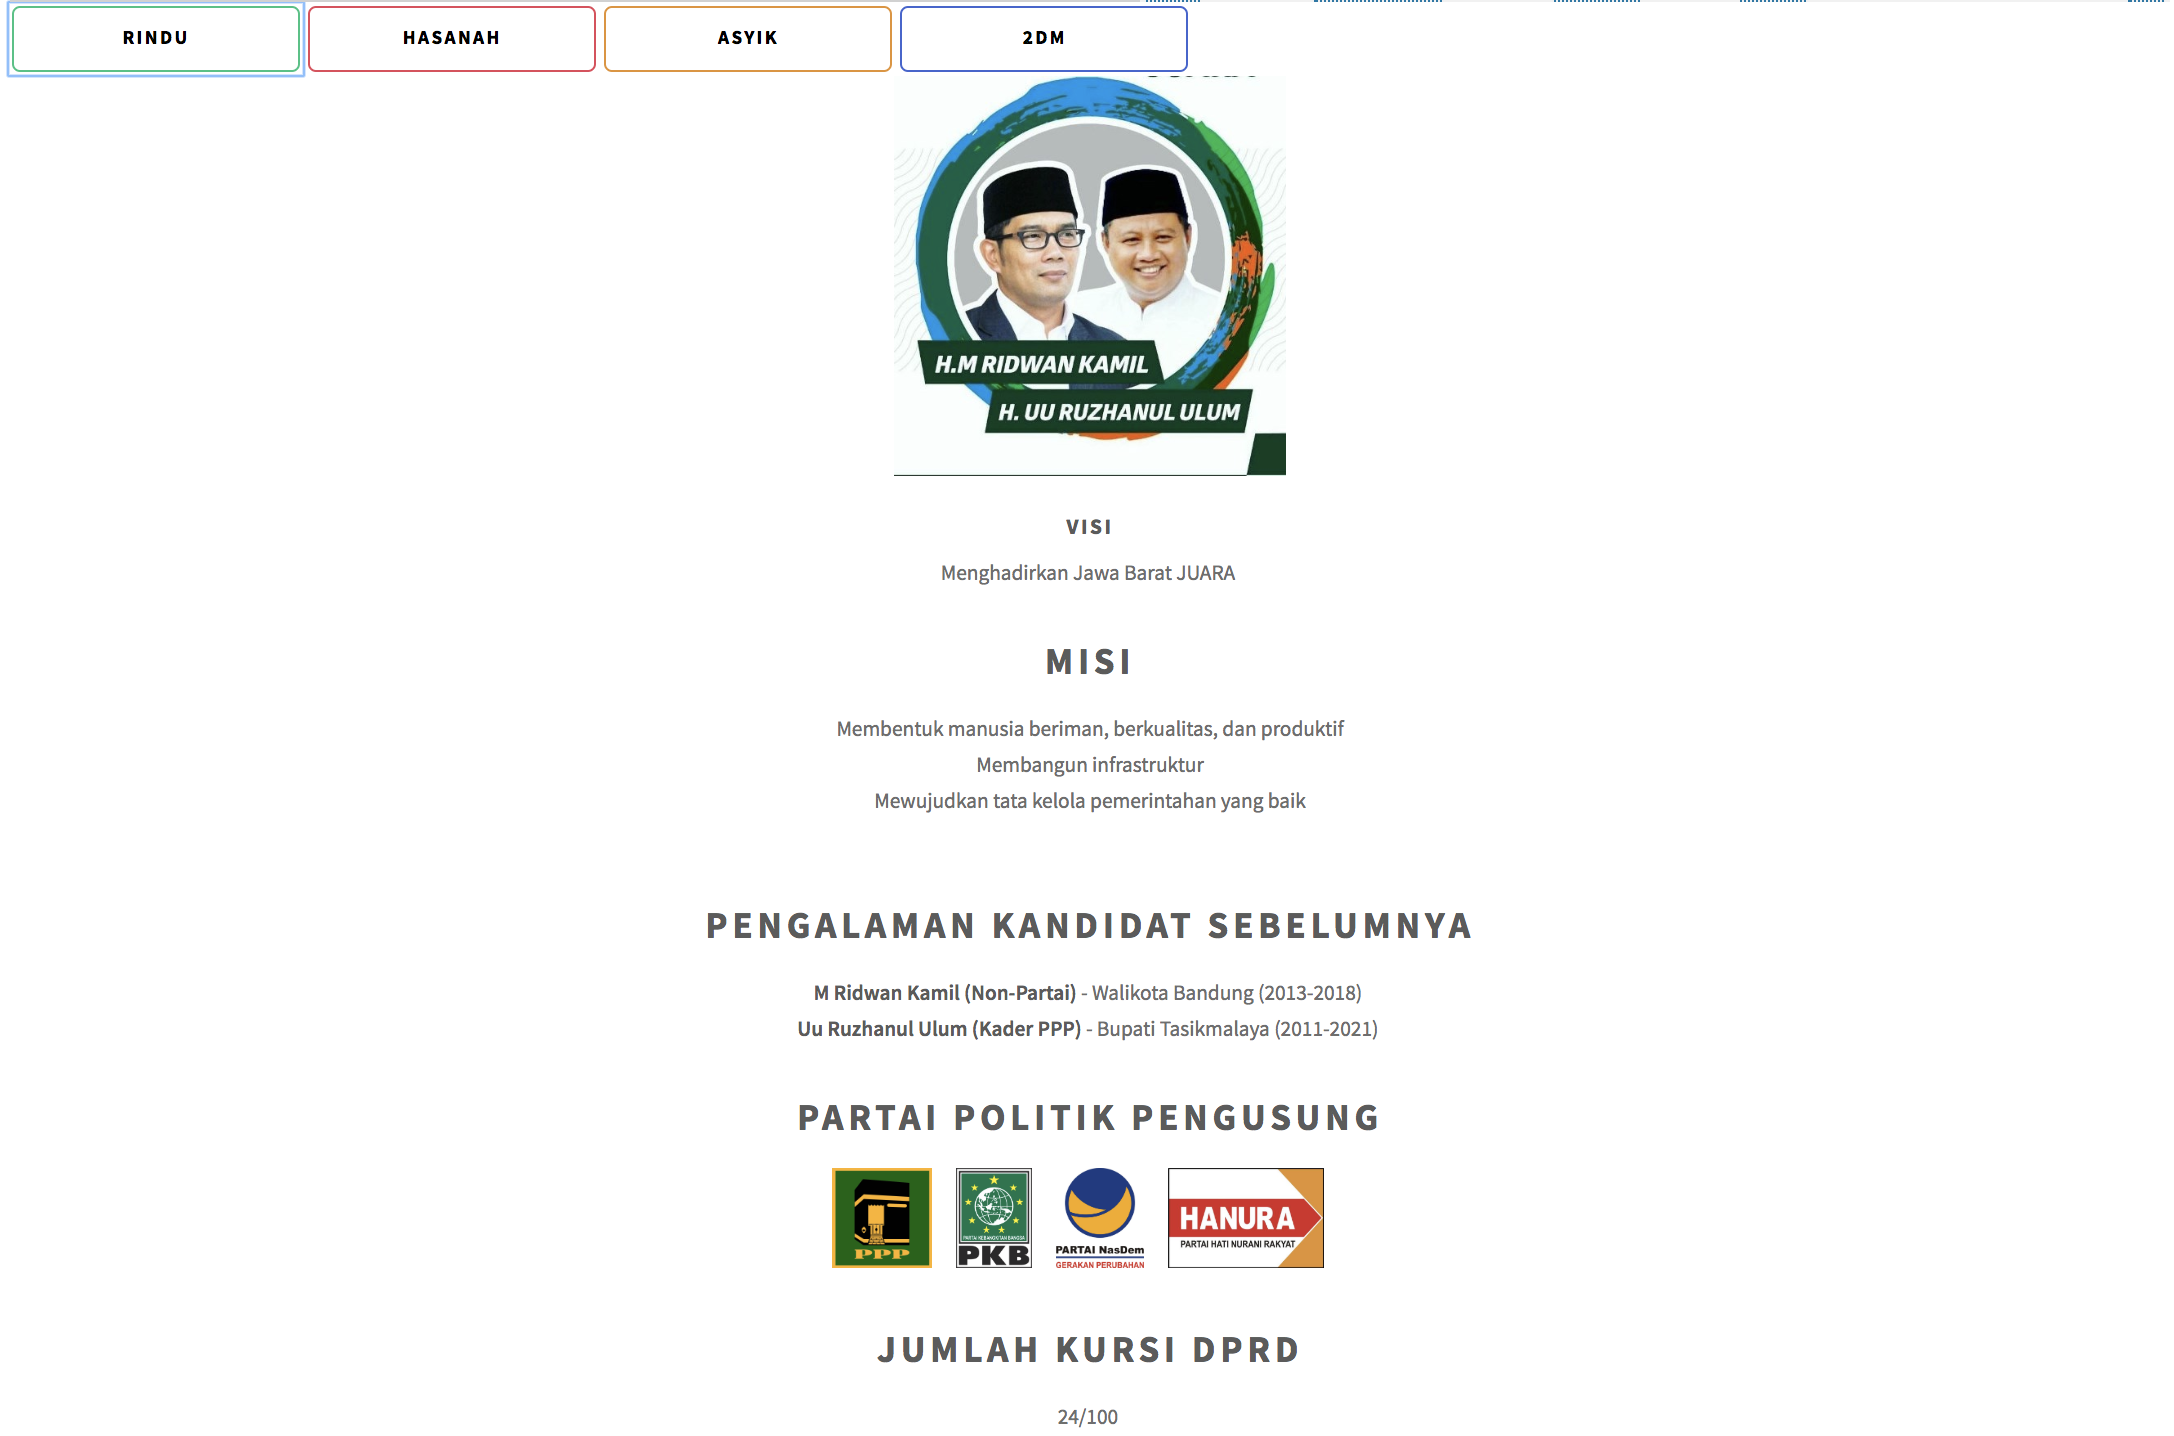 RINDU
HASANAH
ASYIK
2DM
H.M RIDWAN KAMIL
H. UU RUZHANUL ULUM
VISI
Menghadirkan Jawa Barat JUARA
MISI
Membentuk manusia beriman, berkualitas, dan produktif
Membangun infrastruktur
Mewujudkan tata kelola pemerintahan yang baik
PENGALAMAN KANDIDAT SEBELUMNYA
M Ridwan Kamil (Non-Partai) - Walikota Bandung (2013-2018)
Uu Ruzhanul Ulum (Kader PPP) - Bupati Tasikmalaya (2011-2021)
PARTAI POLITIK PENGUSUNG
PPP
PARTAI KEBANGKITAN BANGSA
PKB
PARTAI NasDem
GERAKAN PERUBAHAN
HANURA
PARTAI HATI NURANI RAKYAT
JUMLAH KURSI DPRD
24/100